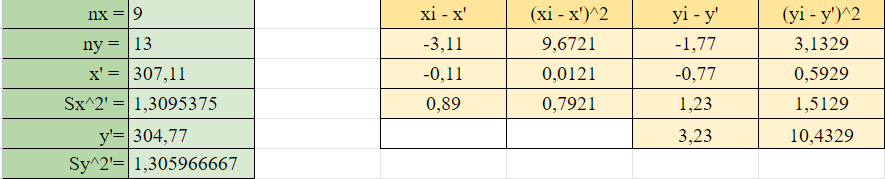 nx = 9 xi - x' (xi - x')^2 yi - y' (yi - y')^2
ny = 13 -3,11 9,6721 -1,77 3,1329
x' = 307,11 -0,11 0,0121 -0,77 0,5929
Sx^2' = 1,3095375 0,89 0,7921 1,23 1,5129
y'= 304,77 3,23 10,4329
Sy^2'= 1,305966667